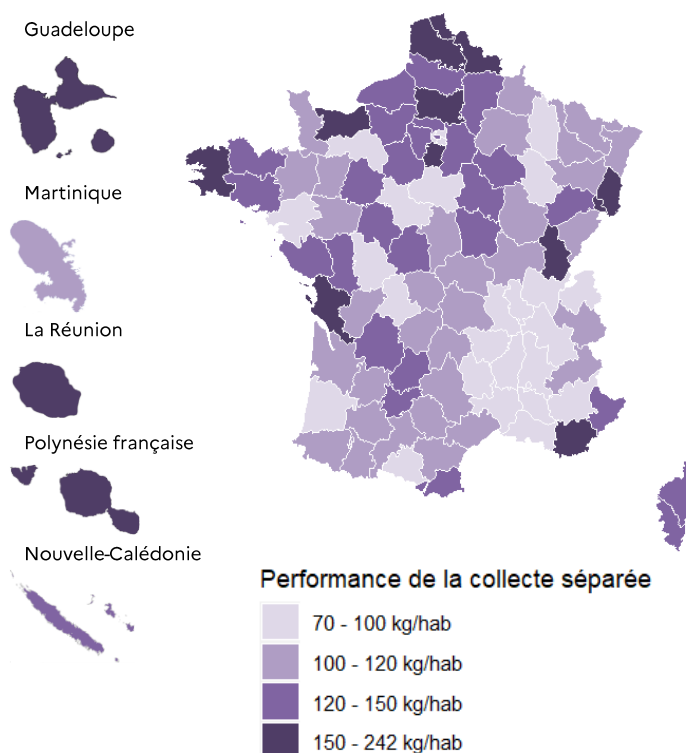 Guadeloupe
Martinique
La Réunion
Polynésie française
Nouvelle-Calédonie
Performance de la collecte séparée
70 - 100 kg/hab
100 - 120 kg/hab
120 - 150 kg/hab
150 - 242 kg/hab